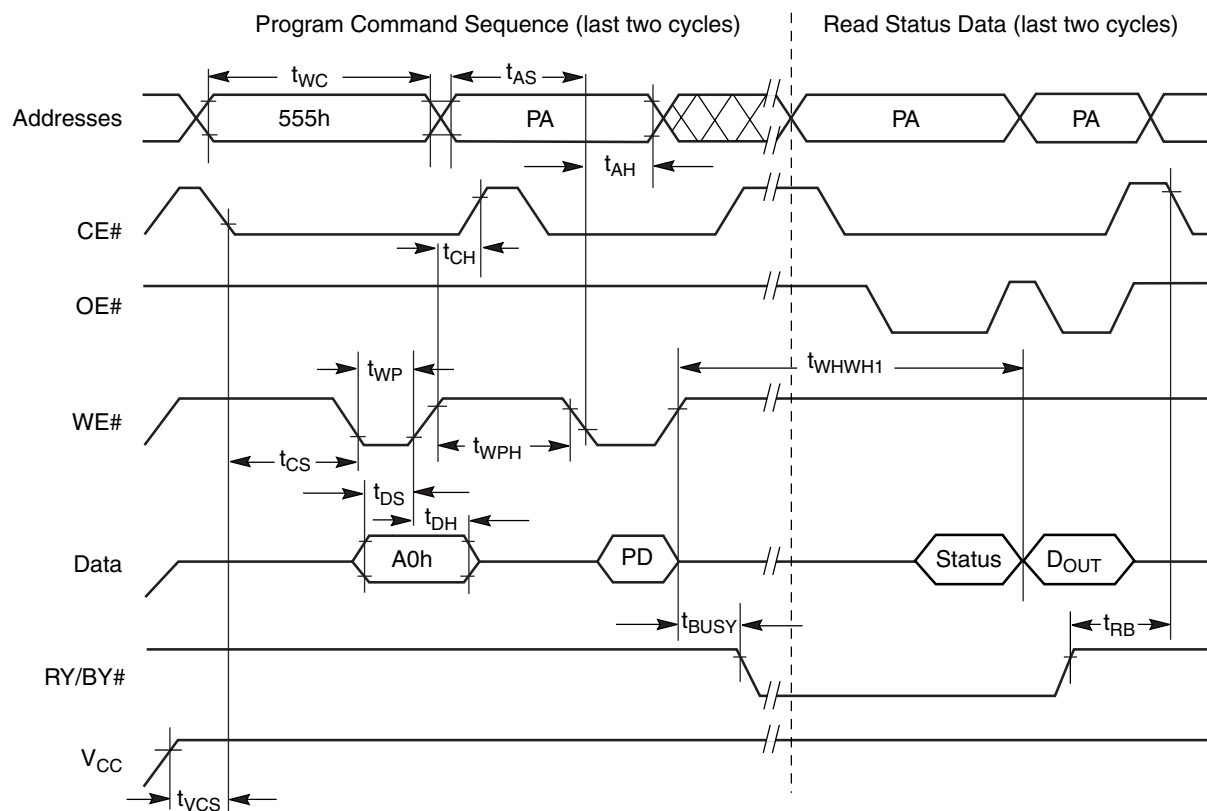 Program Command Sequence (last two cycles)
Read Status Data (last two cycles)
tWC
tAS
Addresses
555h
PA
PA
PA
tAH
CE#
tCH
OE#
tWP
tWHWH1
WE#
tCS
tWPH
tDS
tDH
Data
A0h
PD
Status
DOUT
tBUSY
tRB
RY/BY#
VCC
tVCS